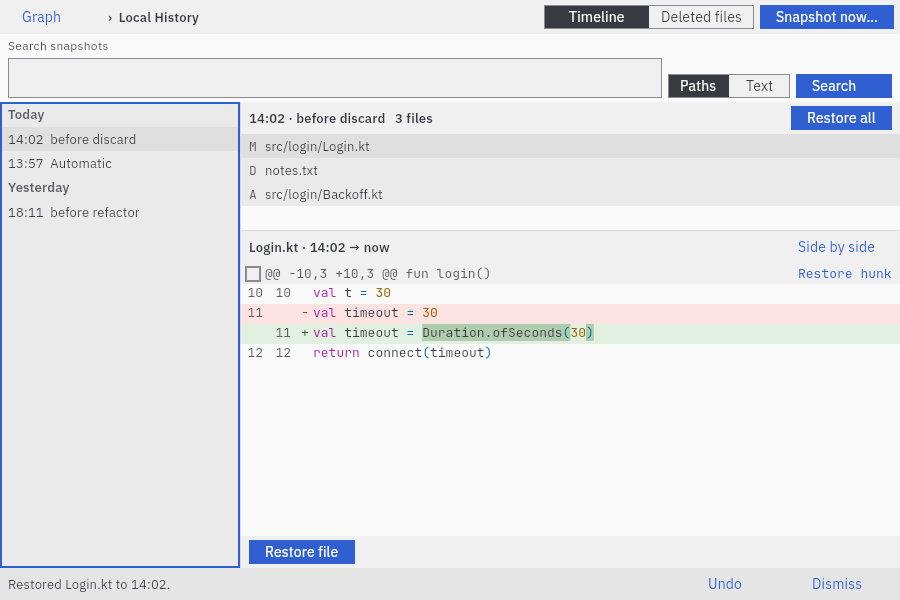 Graph › Local History Timeline Deleted files Snapshot now...
Search snapshots
Paths Text Search
Today
14:02 before discard
13:57 Automatic
Yesterday
18:11 before refactor
14:02 · before discard 3 files Restore all
M src/login/Login.kt
D notes.txt
A src/login/Backoff.kt
Login.kt · 14:02 → now Side by side
@@ -10,3 +10,3 @@ fun login() Restore hunk
10 10 val t = 30
11 - val timeout = 30
11 + val timeout = Duration.ofSeconds(30)
12 12 return connect(timeout)
Restore file
Restored Login.kt to 14:02. Undo Dismiss